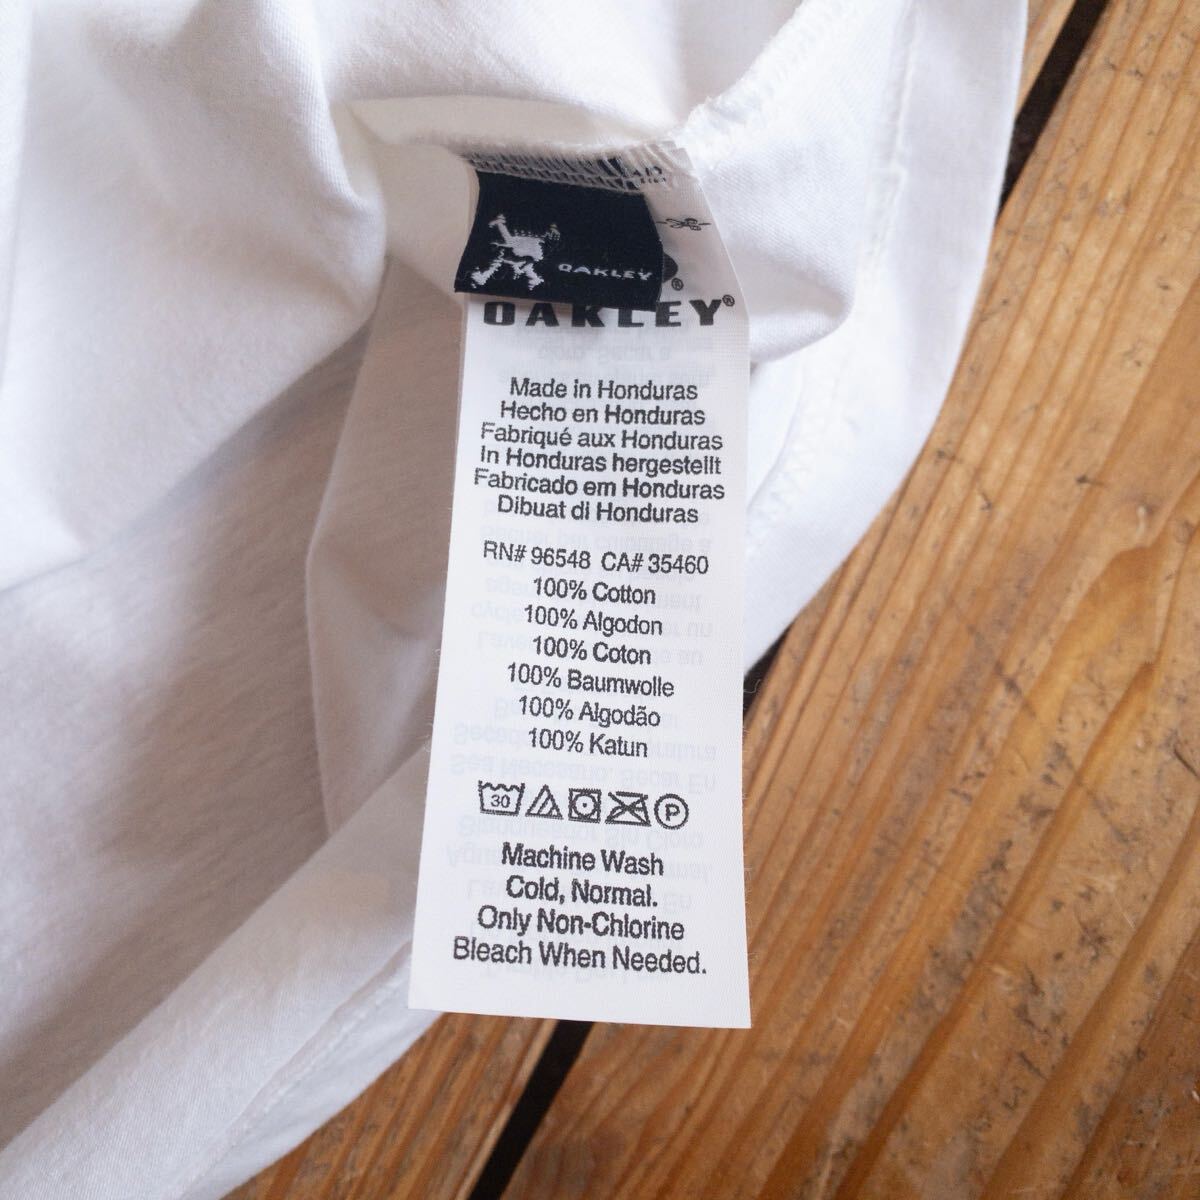 OAKLEY
®
OAKLEY®
Made in Honduras
Hecho en Honduras
Fabriqué aux Honduras
In Honduras hergestellt
Fabricado em Honduras
Dibuat di Honduras
RN# 96548 CA# 35460
100% Cotton
100% Algodon
100% Coton
100% Baumwolle
100% Algodão
100% Katun
30 P
Machine Wash
Cold, Normal.
Only Non-Chlorine
Bleach When Needed.